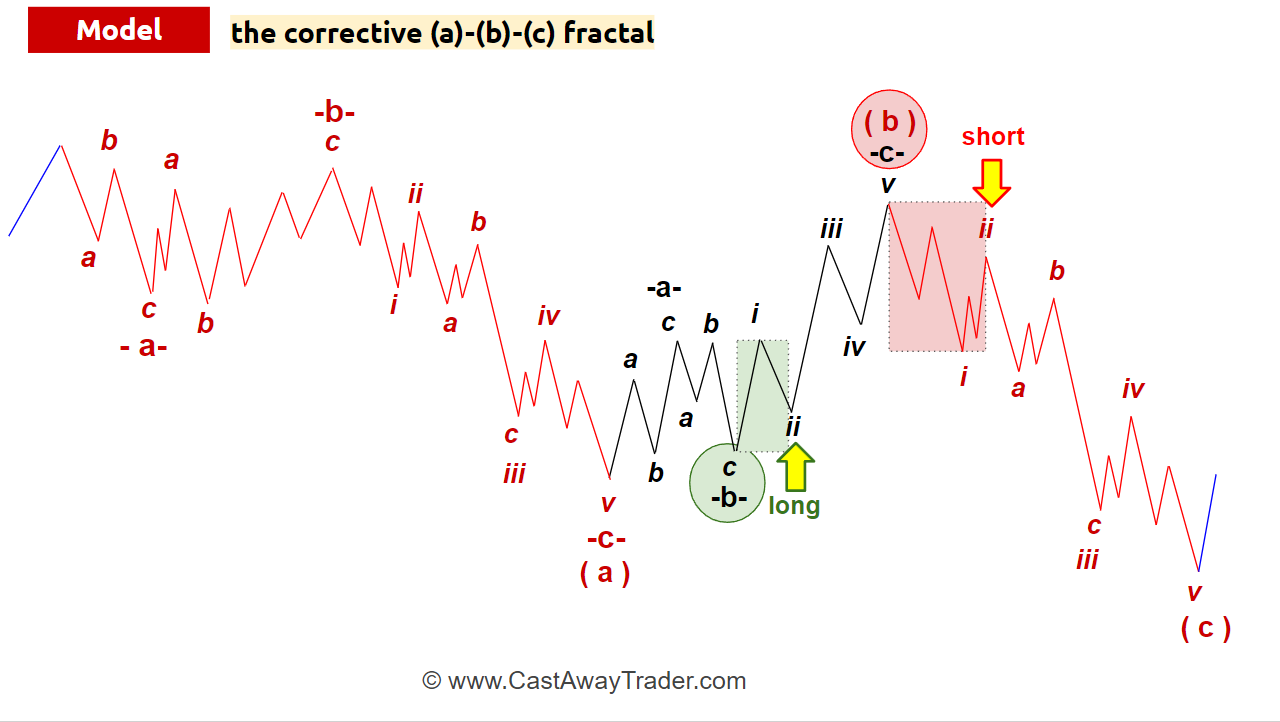 Model
the corrective (a)-(b)-(c) fractal
-b-
c
b
a
a
c
- a-
b
ii
i
b
a
iv
c
iii
v
-c-
( a )
a
b
-a-
c
b
a
i
c
-b-
ii
long
iii
iv
( b )
-c-
v
short
ii
i
b
a
iv
c
iii
v
( c )
© www.CastAwayTrader.com